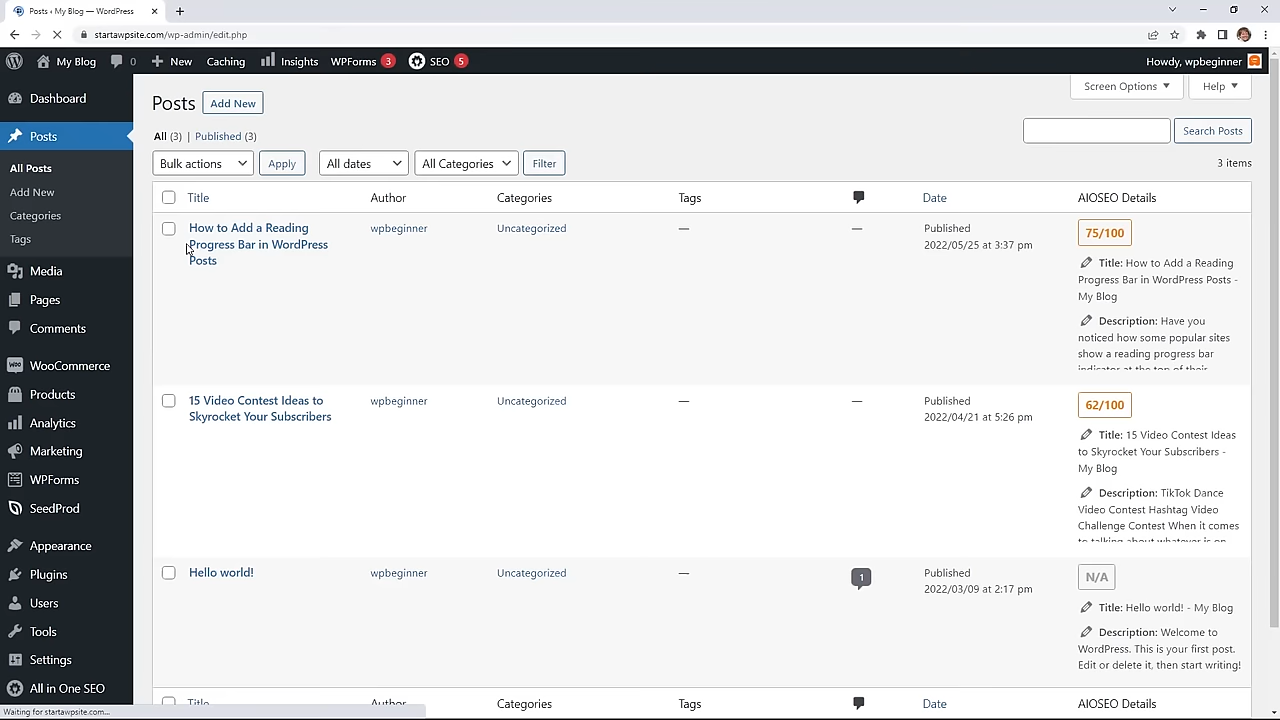 Posts ‹ My Blog — WordPress
startawpsite.com/wp-admin/edit.php
My Blog 0 New Caching Insights WPForms 3 SEO 5 Howdy, wpbeginner
Dashboard
Posts
All Posts
Add New
Categories
Tags
Media
Pages
Comments
WooCommerce
Products
Analytics
Marketing
WPForms
SeedProd
Appearance
Plugins
Users
Tools
Settings
All in One SEO
Screen Options Help
Posts Add New
All (3) | Published (3)
Search Posts
Bulk actions Apply All dates All Categories Filter 3 items
Title Author Categories Tags Date AIOSEO Details
How to Add a Reading
Progress Bar in WordPress
Posts
wpbeginner
Uncategorized
—
—
Published
2022/05/25 at 3:37 pm
75/100
Title: How to Add a Reading
Progress Bar in WordPress Posts -
My Blog
Description: Have you
noticed how some popular sites
show a reading progress bar
indicator at the top of their
15 Video Contest Ideas to
Skyrocket Your Subscribers
wpbeginner
Uncategorized
—
—
Published
2022/04/21 at 5:26 pm
62/100
Title: 15 Video Contest Ideas
to Skyrocket Your Subscribers -
My Blog
Description: TikTok Dance
Video Contest Hashtag Video
Challenge Contest When it comes
to talking about whatever is on
Hello world!
wpbeginner
Uncategorized
—
1
Published
2022/03/09 at 2:17 pm
N/A
Title: Hello world! - My Blog
Description: Welcome to
WordPress. This is your first post.
Edit or delete it, then start writing!
Title Author Categories Tags Date AIOSEO Details
Waiting for startawpsite.com...